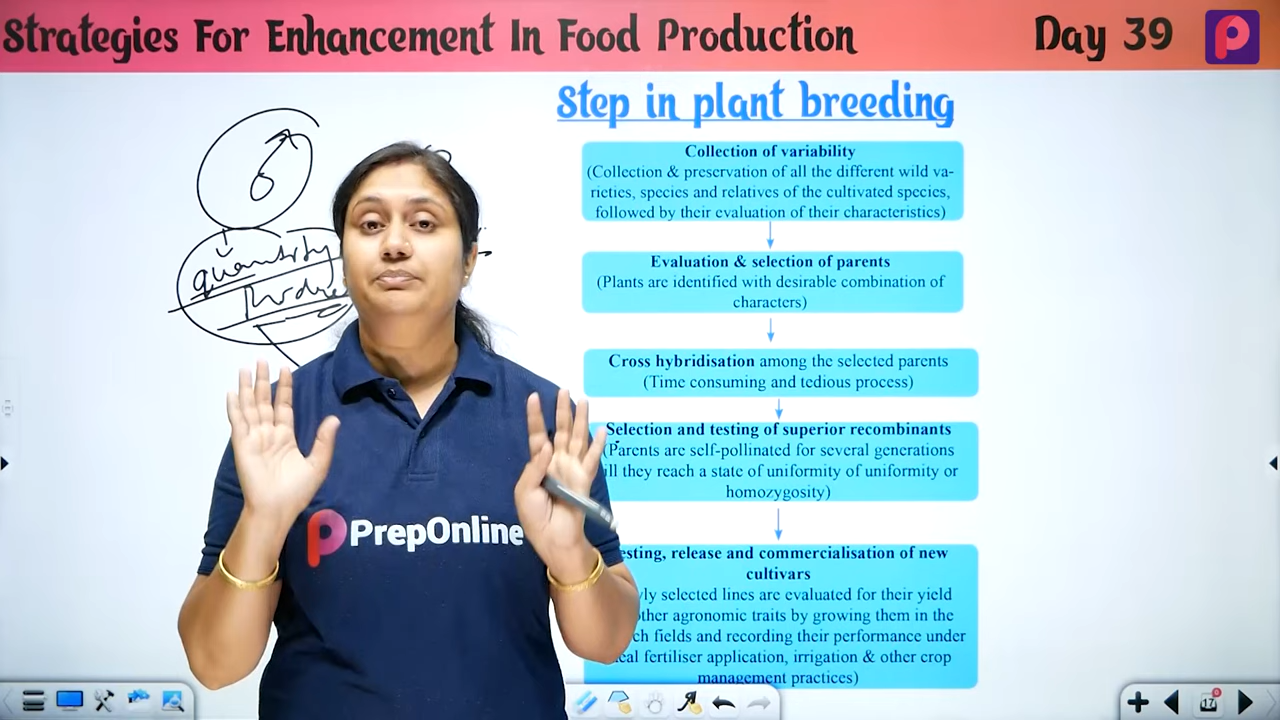 Strategies For Enhancement In Food Production
Day 39
Step in plant breeding
Collection of variability
(Collection & preservation of all the different wild va-
rieties, species and relatives of the cultivated species,
followed by their evaluation of their characteristics)
Evaluation & selection of parents
(Plants are identified with desirable combination of
characters)
Cross hybridisation among the selected parents
(Time consuming and tedious process)
Selection and testing of superior recombinants
(Parents are self-pollinated for several generations
ill they reach a state of uniformity of uniformity or
homozygosity)
esting, release and commercialisation of new
cultivars
selected lines are evaluated for their yield
other agronomic traits by growing them in the
fields and recording their performance under
fertiliser application, irrigation & other crop
management practices)
quantity
PrepOnline
17